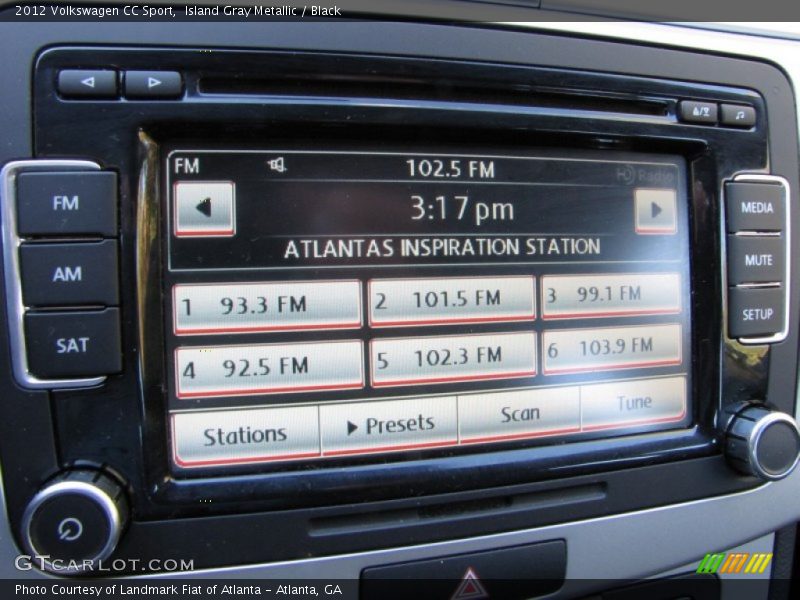 2012 Volkswagen CC Sport,  Island Gray Metallic / Black
FM 102.5 FM HD Radio
3:17pm
ATLANTAS INSPIRATION STATION
1 93.3 FM 2 101.5 FM 3 99.1 FM
4 92.5 FM 5 102.3 FM 6 103.9 FM
Stations Presets Scan Tune
FM
AM
SAT
MEDIA
MUTE
SETUP
GTCarLot.com
Photo Courtesy of Landmark Fiat of Atlanta - Atlanta, GA